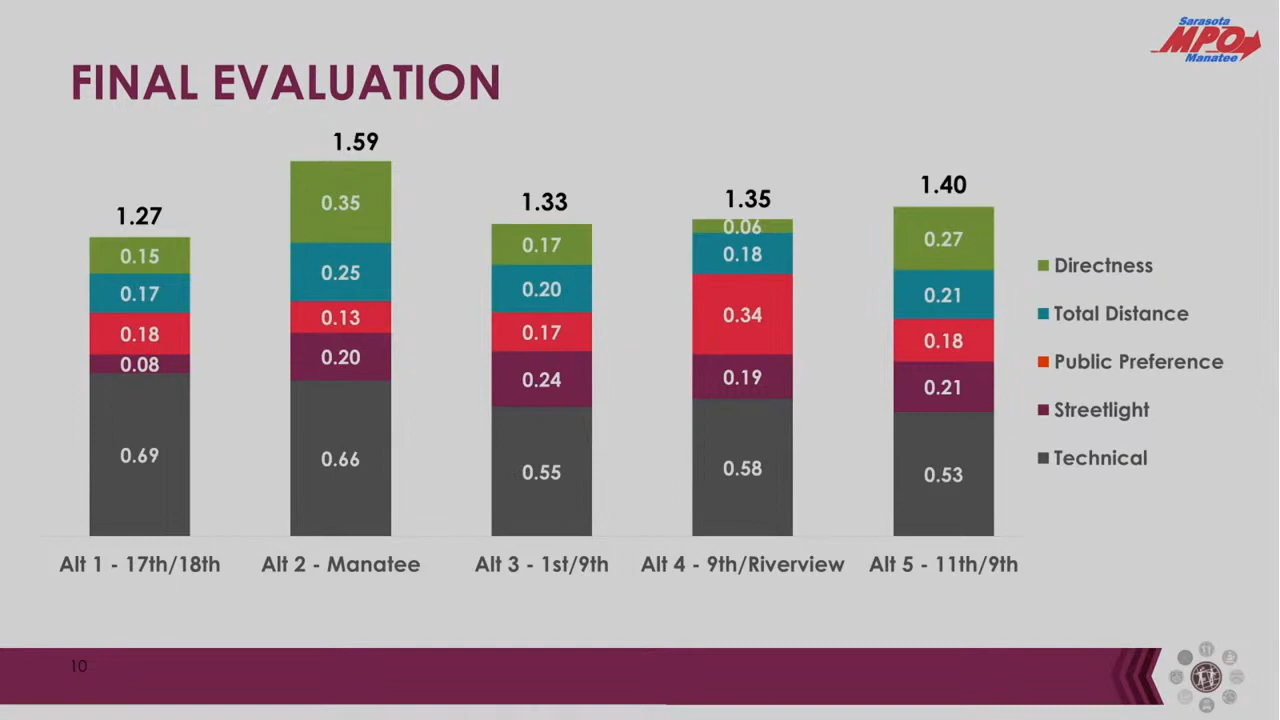 Sarasota
MPO
Manatee
FINAL EVALUATION
1.27
1.59
1.33
1.35
1.40
0.15
0.35
0.17
0.06
0.27
0.17
0.25
0.20
0.18
0.21
0.18
0.13
0.17
0.34
0.18
0.08
0.20
0.24
0.19
0.21
0.69
0.66
0.55
0.58
0.53
Directness
Total Distance
Public Preference
Streetlight
Technical
Alt 1 - 17th/18th
Alt 2 - Manatee
Alt 3 - 1st/9th
Alt 4 - 9th/Riverview
Alt 5 - 11th/9th
10